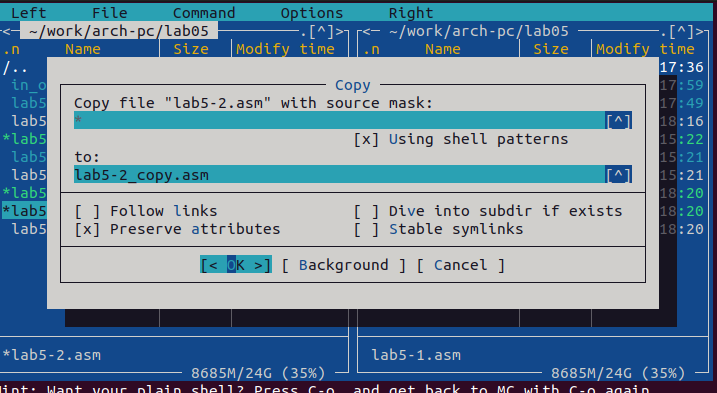 Left File Command Options Right
<- ~/work/arch-pc/lab05 .[^]> <- ~/work/arch-pc/lab05 .[^]>
.n Name Size Modify time .n Name Size Modify time
/.. 17:36
in_o 17:59
Copy
lab5 17:49
Copy file "lab5-2.asm" with source mask:
lab5 * [^] 18:16
*lab5 [x] Using shell patterns 15:22
lab5 to: 15:21
lab5 lab5-2_copy.asm [^] 15:21
*lab5 18:20
*lab5 [ ] Follow links [ ] Dive into subdir if exists 18:20
lab5 [x] Preserve attributes [ ] Stable symlinks 18:20
[< OK >] [ Background ] [ Cancel ]
*lab5-2.asm lab5-1.asm
8685M/24G (35%) 8685M/24G (35%)
Hint: Want your plain shell? Press C-o, and get back to MC with C-o again.